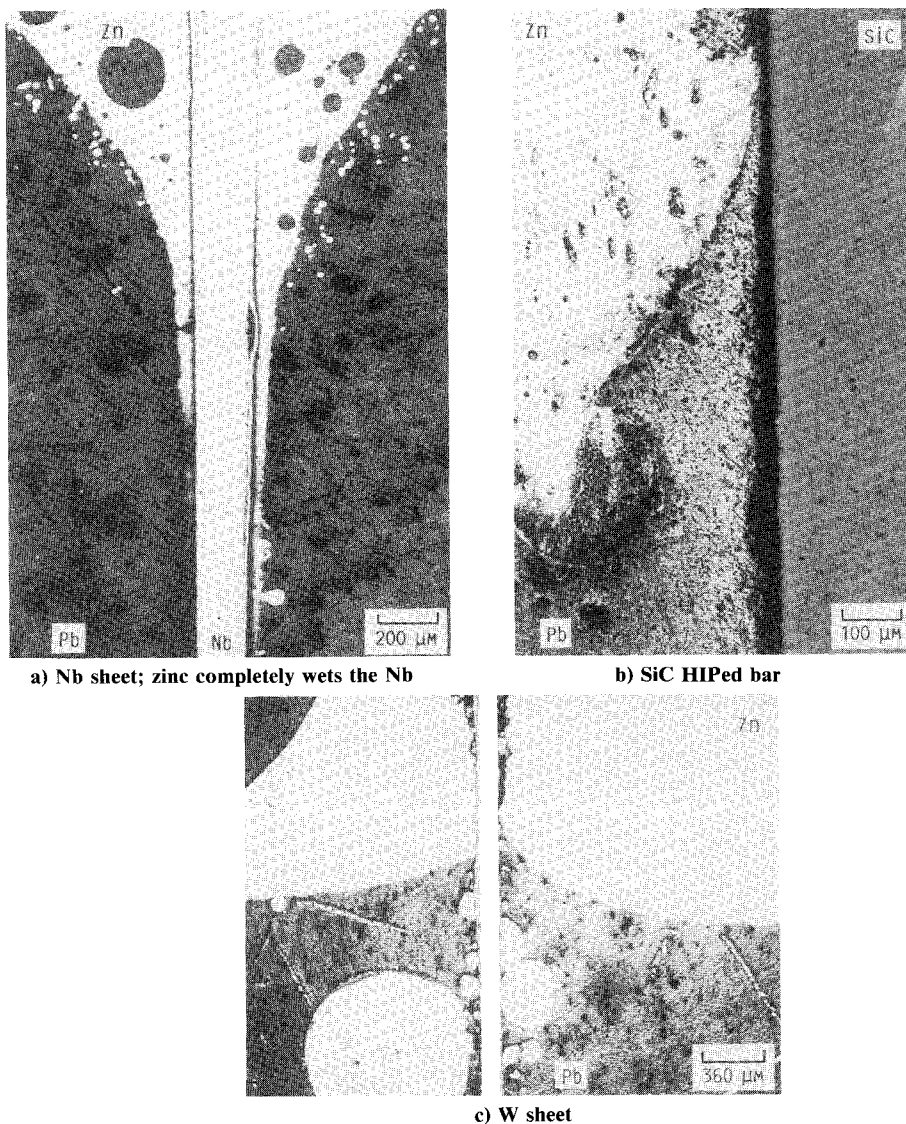 Zn
Pb
Nb
200 μM
a) Nb sheet; zinc completely wets the Nb
Zn
sic
Pb
100 μM
b) SiC HIPed bar
Zn
Pb
360 μM
c) W sheet